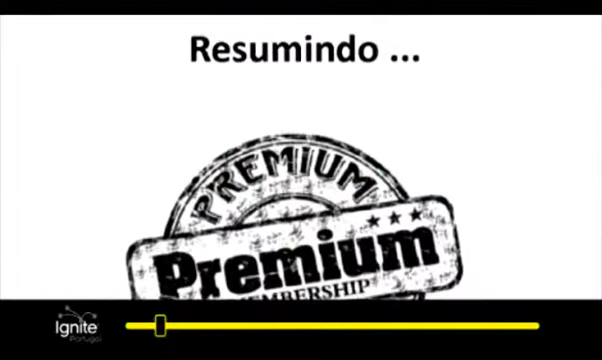 Resumindo ...
PREMIUM
★★★
Premium
MEMBERSHIP
Ignite
Portugal